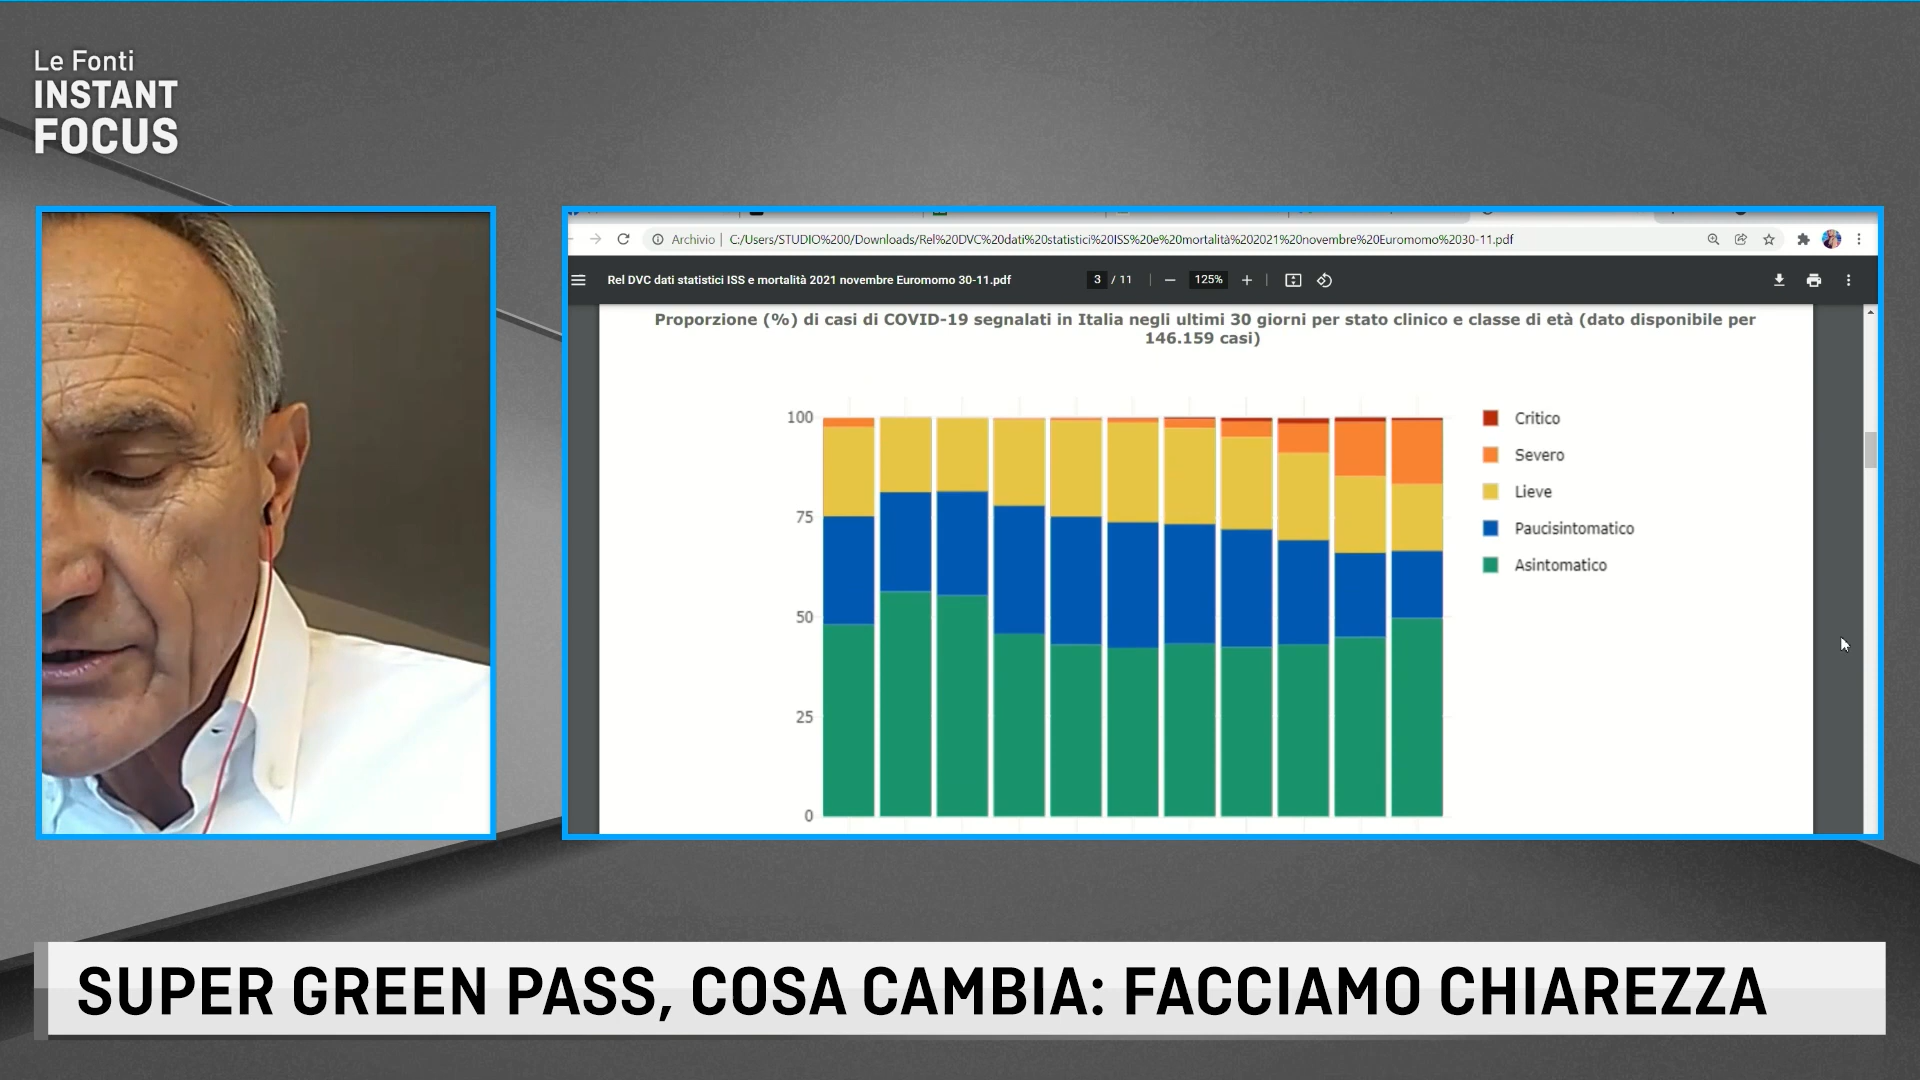 Le Fonti
INSTANT
FOCUS
Archivio | C:/Users/STUDIO%200/Downloads/Rel%20DVC%20dati%20statistici%20ISS%20e%20mortalità%202021%20novembre%20Euromomo%2030-11.pdf
Rel DVC dati statistici ISS e mortalità 2021 novembre Euromomo 30-11.pdf
3 / 11
125%
Proporzione (%) di casi di COVID-19 segnalati in Italia negli ultimi 30 giorni per stato clinico e classe di età (dato disponibile per
146.159 casi)
100
75
50
25
0
Critico
Severo
Lieve
Paucisintomatico
Asintomatico
SUPER GREEN PASS, COSA CAMBIA: FACCIAMO CHIAREZZA